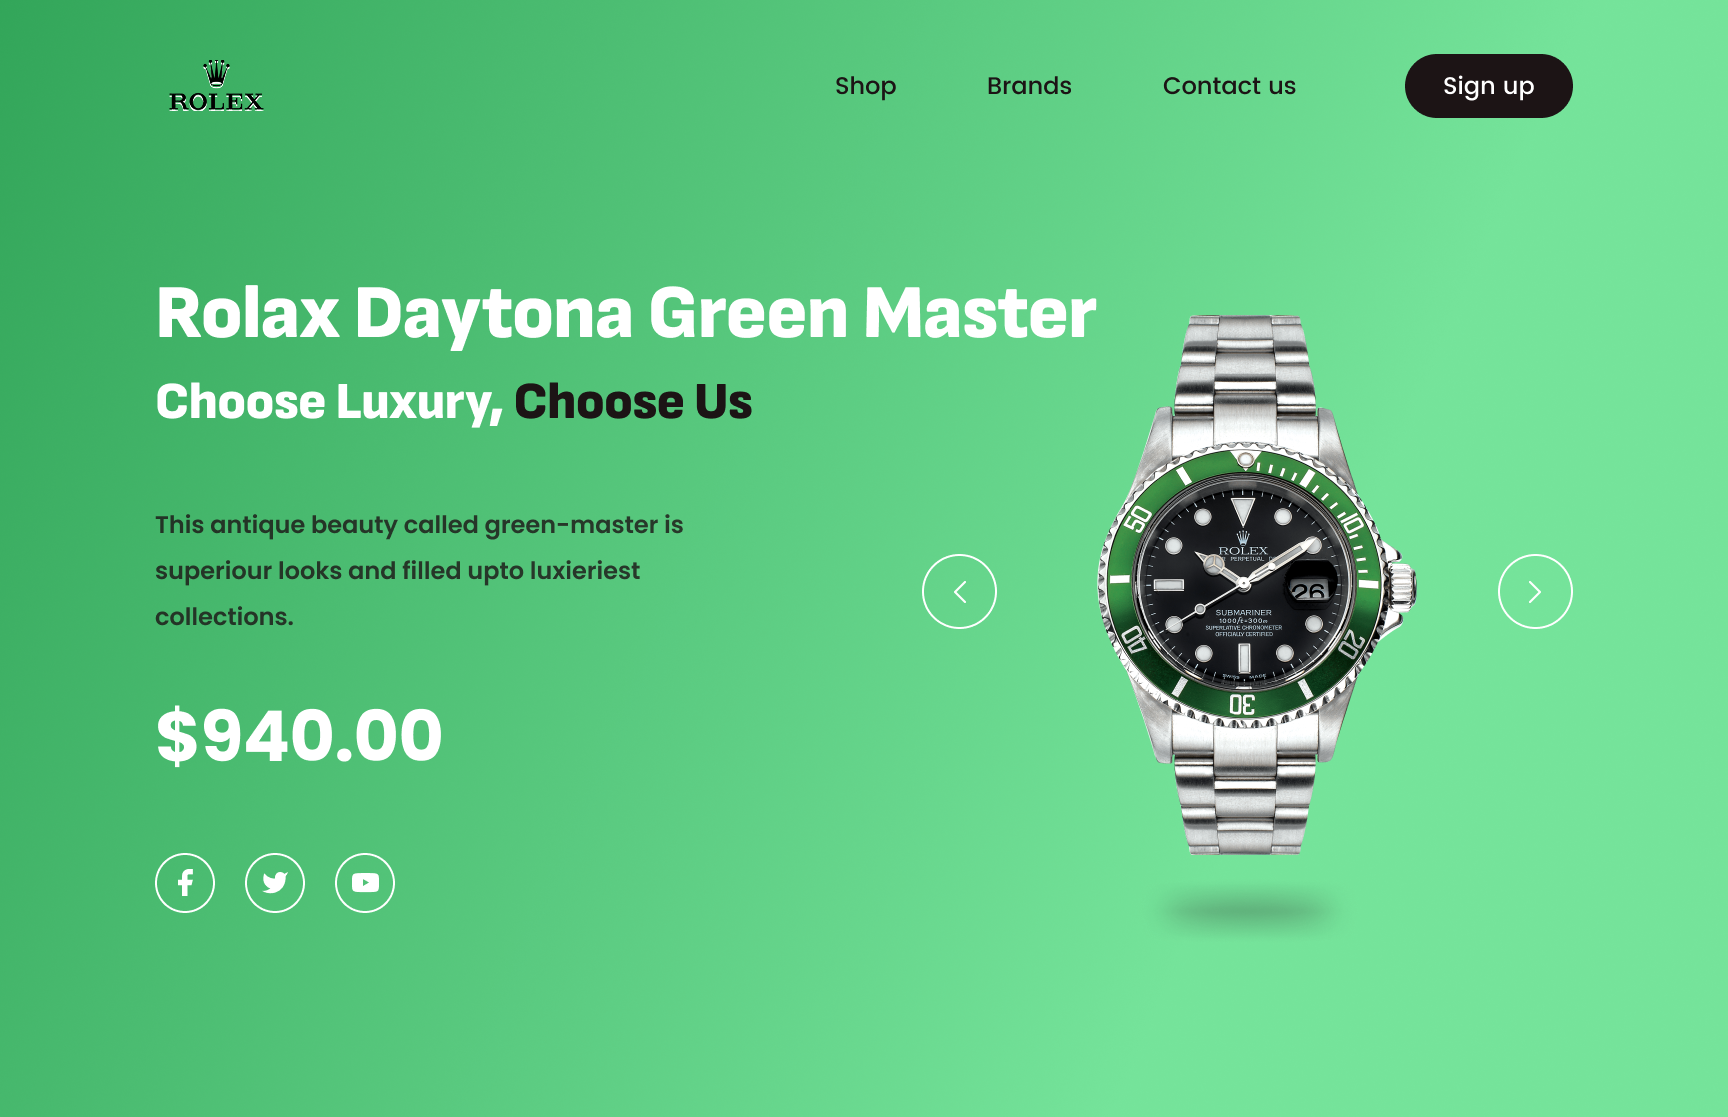 ROLEX
Shop Brands Contact us Sign up
Rolax Daytona Green Master
Choose Luxury, Choose Us
This antique beauty called green-master is
superiour looks and filled upto luxieriest
collections.
$940.00
50
10
ROLEX
PERPETUAL
26
SUBMARINER
1000ft=300m
SUPERLATIVE CHRONOMETER
OFFICIALLY CERTIFIED
40
20
30